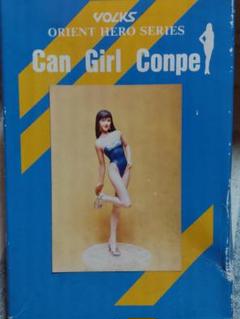 VOLKS
ORIENT HERO SERIES
Can Girl Conpe